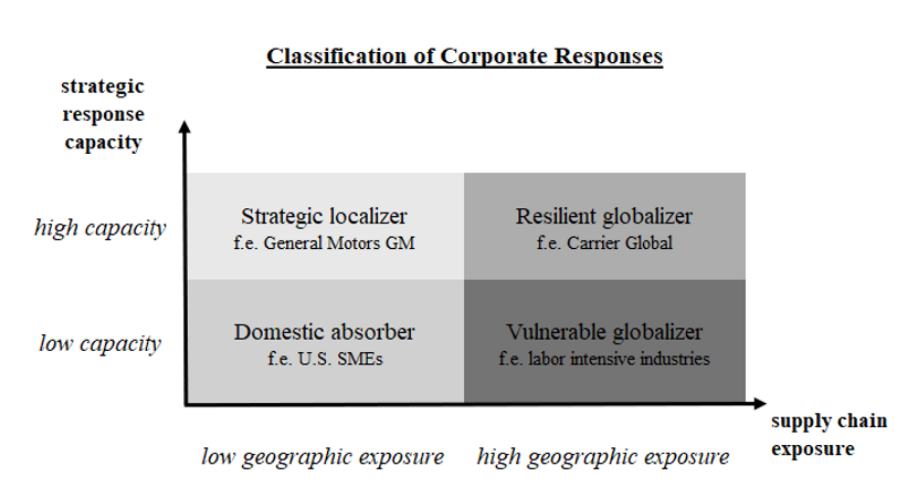 Classification of Corporate Responses
strategic
response
capacity
high capacity
Strategic localizer
f.e. General Motors GM
Resilient globalizer
f.e. Carrier Global
low capacity
Domestic absorber
f.e. U.S. SMEs
Vulnerable globalizer
f.e. labor intensive industries
supply chain
exposure
low geographic exposure
high geographic exposure